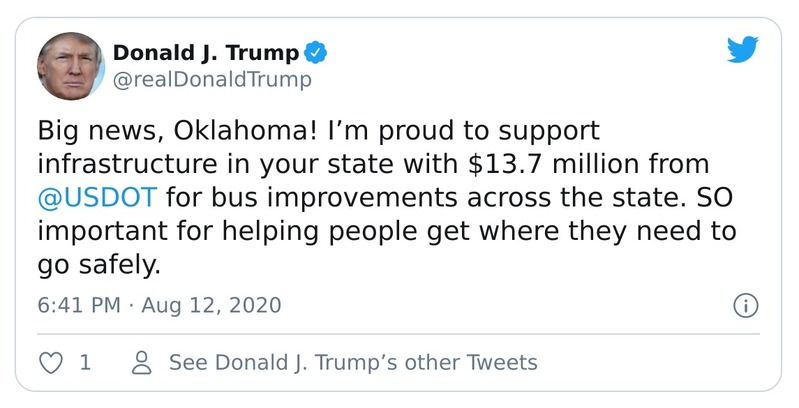 Donald J. Trump
@realDonaldTrump
Big news, Oklahoma! I’m proud to support
infrastructure in your state with $13.7 million from
@USDOT for bus improvements across the state. SO
important for helping people get where they need to
go safely.
6:41 PM · Aug 12, 2020
1
See Donald J. Trump’s other Tweets